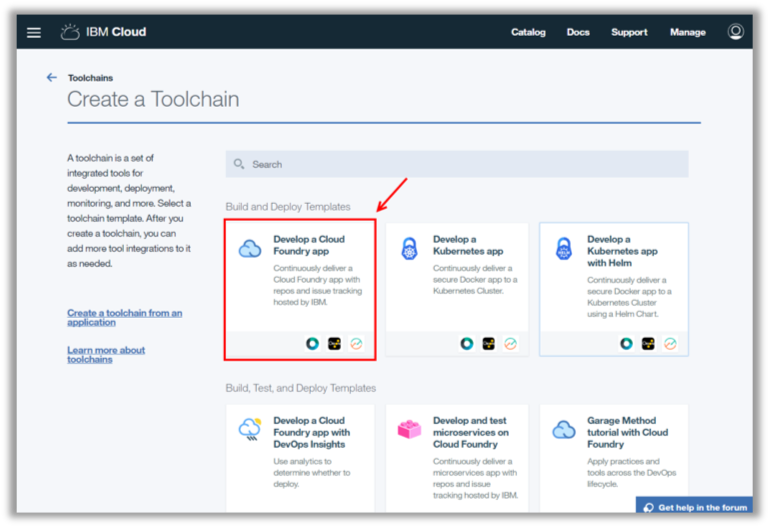 IBM Cloud
Catalog
Docs
Support
Manage
Toolchains
Create a Toolchain
A toolchain is a set of
integrated tools for
development, deployment,
monitoring, and more. Select a
toolchain template. After you
create a toolchain, you can
add more tool integrations to it
as needed.
Create a toolchain from an
application
Learn more about
toolchains
Search
Build and Deploy Templates
Develop a Cloud
Foundry app
Continuously deliver a
Cloud Foundry app with
repos and issue tracking
hosted by IBM.
Develop a
Kubernetes app
Continuously deliver a
secure Docker app to a
Kubernetes Cluster.
Develop a
Kubernetes app
with Helm
Continuously deliver a
secure Docker app to a
Kubernetes Cluster
using a Helm Chart.
Build, Test, and Deploy Templates
Develop a Cloud
Foundry app with
DevOps Insights
Use analytics to
determine whether to
deploy.
Develop and test
microservices on
Cloud Foundry
Continuously deliver a
microservices app with
repos and issue
tracking hosted by IBM.
Garage Method
tutorial with Cloud
Foundry
Apply practices and
tools across the DevOps
lifecycle.
Get help in the forum